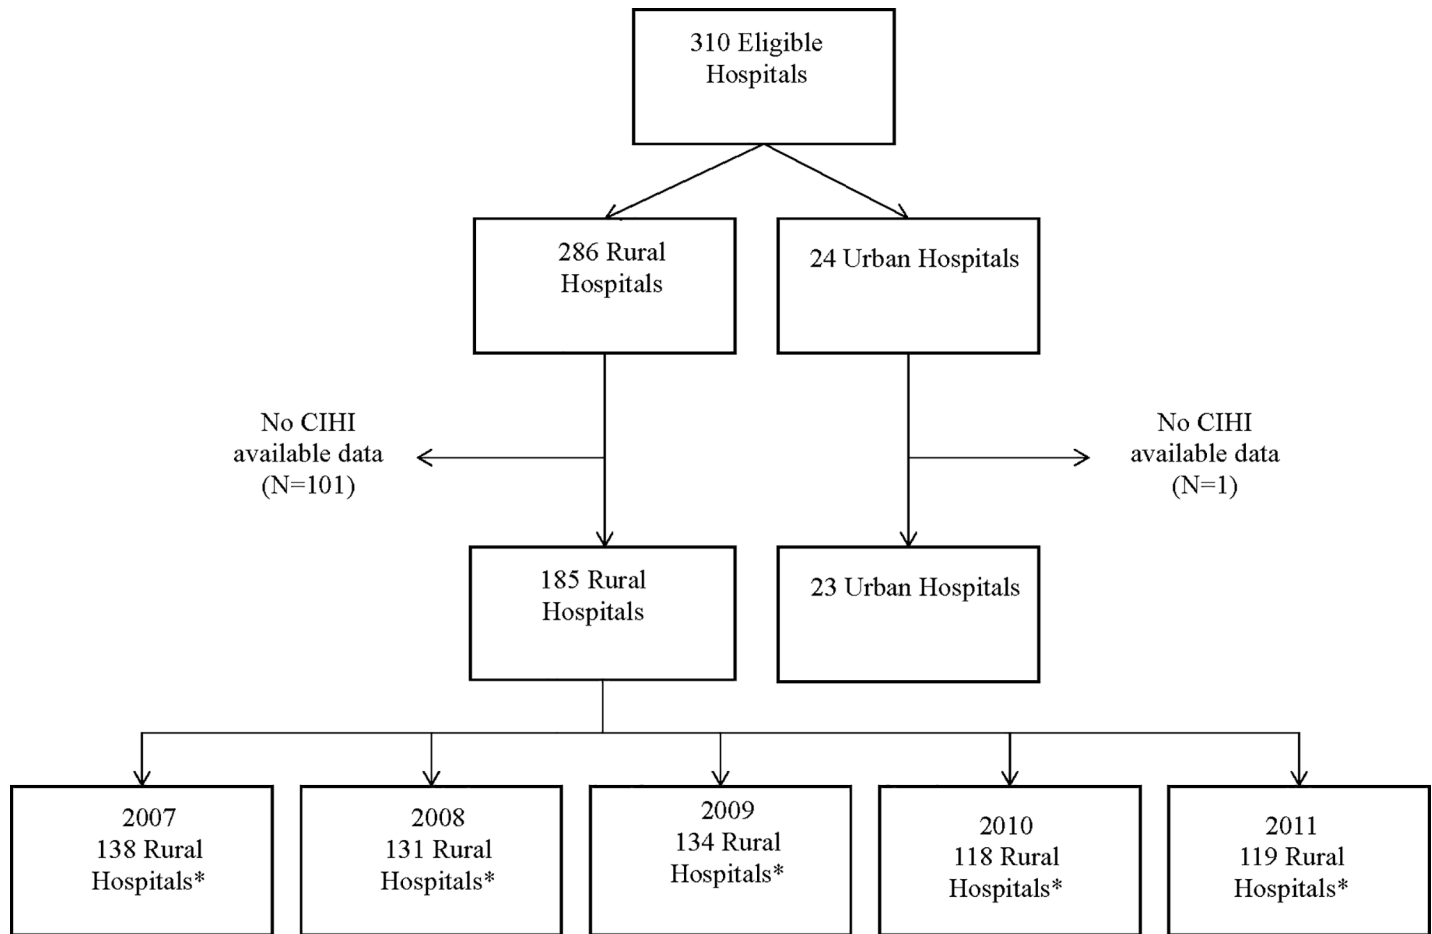 310 Eligible
Hospitals
286 Rural
Hospitals
24 Urban Hospitals
No CIHI
available data
(N=101)
No CIHI
available data
(N=1)
185 Rural
Hospitals
23 Urban Hospitals
2007
138 Rural
Hospitals*
2008
131 Rural
Hospitals*
2009
134 Rural
Hospitals*
2010
118 Rural
Hospitals*
2011
119 Rural
Hospitals*